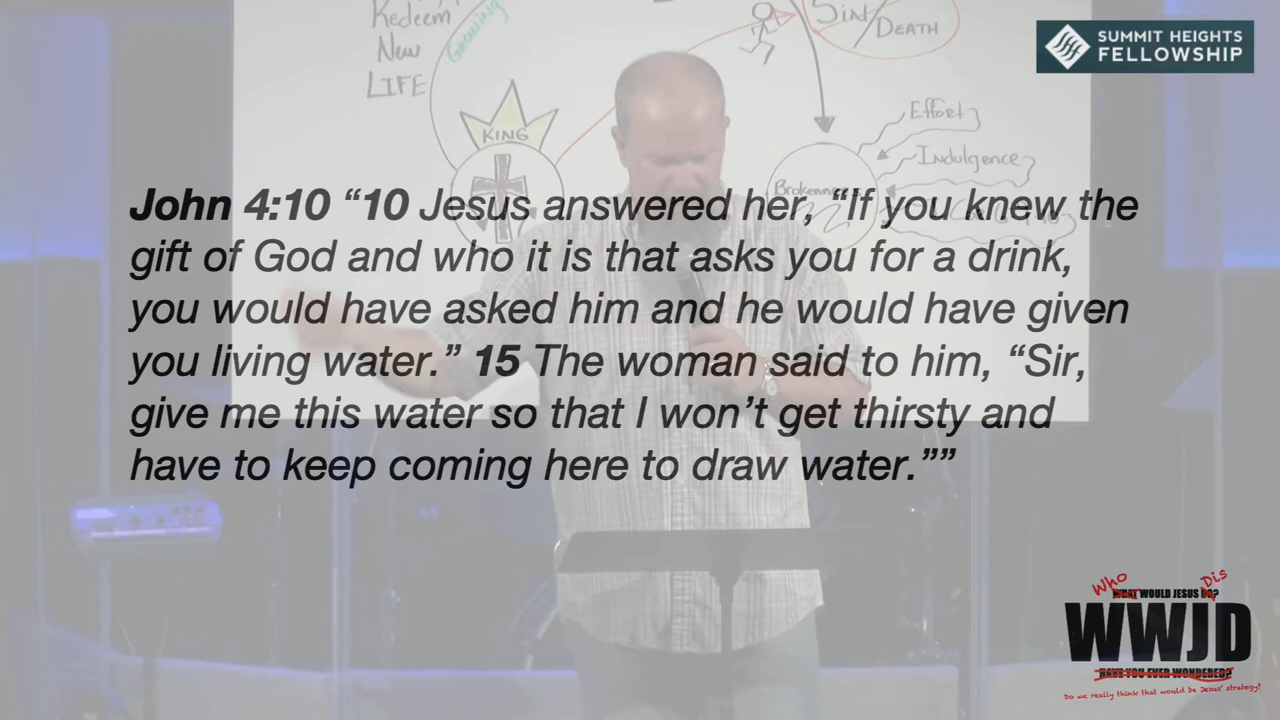 Redeem
New
LIFE
Growing
KING
SIN/
DEATH
Effort
Indulgence
SUMMIT HEIGHTS
FELLOWSHIP
John 4:10 “10 Jesus answered her, “If you knew the
gift of God and who it is that asks you for a drink,
you would have asked him and he would have given
you living water.” 15 The woman said to him, “Sir,
give me this water so that I won’t get thirsty and
have to keep coming here to draw water.””
Who Dis
WHAT WOULD JESUS DO?
WWJD
HAVE YOU EVER WONDERED?
Do we really think that would be Jesus' strategy?